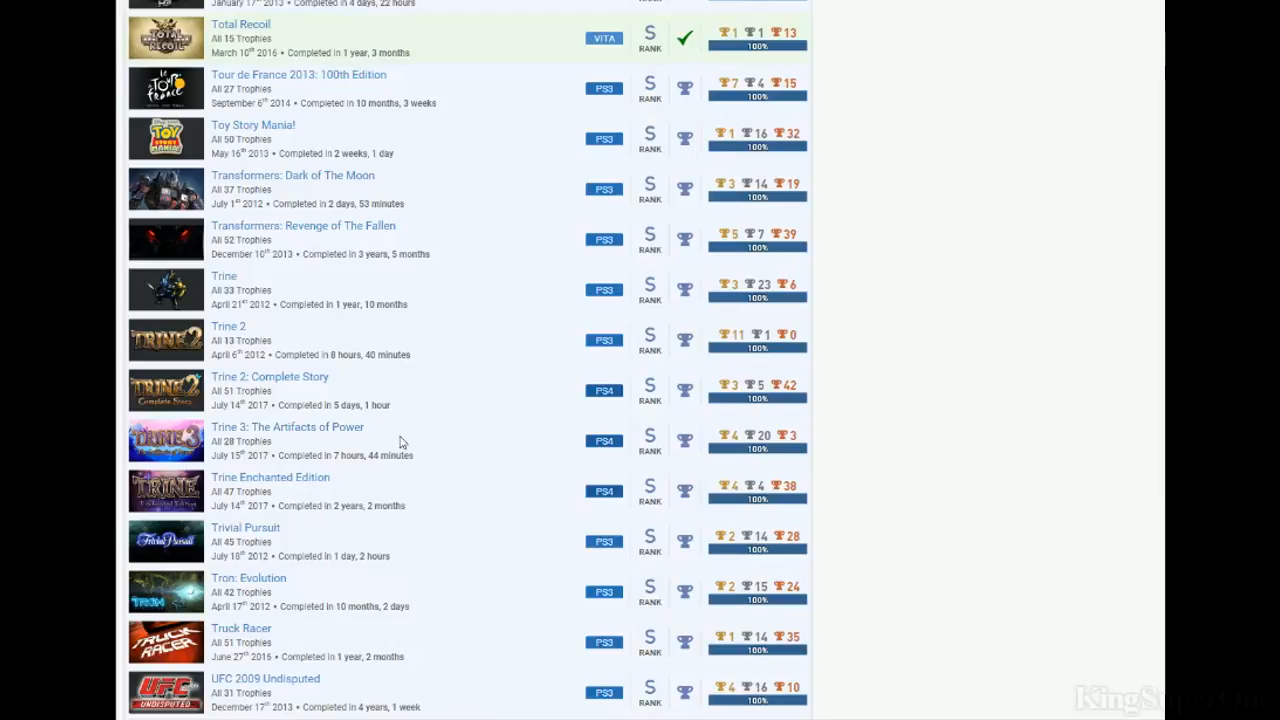 January 17th 2013 • Completed in 4 days, 22 hours
Total Recoil
All 15 Trophies
March 10th 2016 • Completed in 1 year, 3 months
VITA
S
RANK
1 1 13
100%
Tour de France 2013: 100th Edition
All 27 Trophies
September 6th 2014 • Completed in 10 months, 3 weeks
PS3
S
RANK
7 4 15
100%
Toy Story Mania!
All 50 Trophies
May 16th 2013 • Completed in 2 weeks, 1 day
PS3
S
RANK
1 16 32
100%
Transformers: Dark of The Moon
All 37 Trophies
July 1st 2012 • Completed in 2 days, 53 minutes
PS3
S
RANK
3 14 19
100%
Transformers: Revenge of The Fallen
All 52 Trophies
December 10th 2013 • Completed in 3 years, 5 months
PS3
S
RANK
5 7 39
100%
Trine
All 33 Trophies
April 21st 2012 • Completed in 1 year, 10 months
PS3
S
RANK
3 23 6
100%
Trine 2
All 13 Trophies
April 6th 2012 • Completed in 8 hours, 40 minutes
PS3
S
RANK
11 1 0
100%
Trine 2: Complete Story
All 51 Trophies
July 14th 2017 • Completed in 5 days, 1 hour
PS4
S
RANK
3 5 42
100%
Trine 3: The Artifacts of Power
All 28 Trophies
July 15th 2017 • Completed in 7 hours, 44 minutes
PS4
S
RANK
4 20 3
100%
Trine Enchanted Edition
All 47 Trophies
July 14th 2017 • Completed in 2 years, 2 months
PS4
S
RANK
4 4 38
100%
Trivial Pursuit
All 45 Trophies
July 18th 2012 • Completed in 1 day, 2 hours
PS3
S
RANK
2 14 28
100%
Tron: Evolution
All 42 Trophies
April 17th 2012 • Completed in 10 months, 2 days
PS3
S
RANK
2 15 24
100%
Truck Racer
All 51 Trophies
June 27th 2016 • Completed in 1 year, 2 months
PS3
S
RANK
1 14 35
100%
UFC 2009 Undisputed
All 31 Trophies
December 17th 2013 • Completed in 4 years, 1 week
PS3
S
RANK
4 16 10
100%